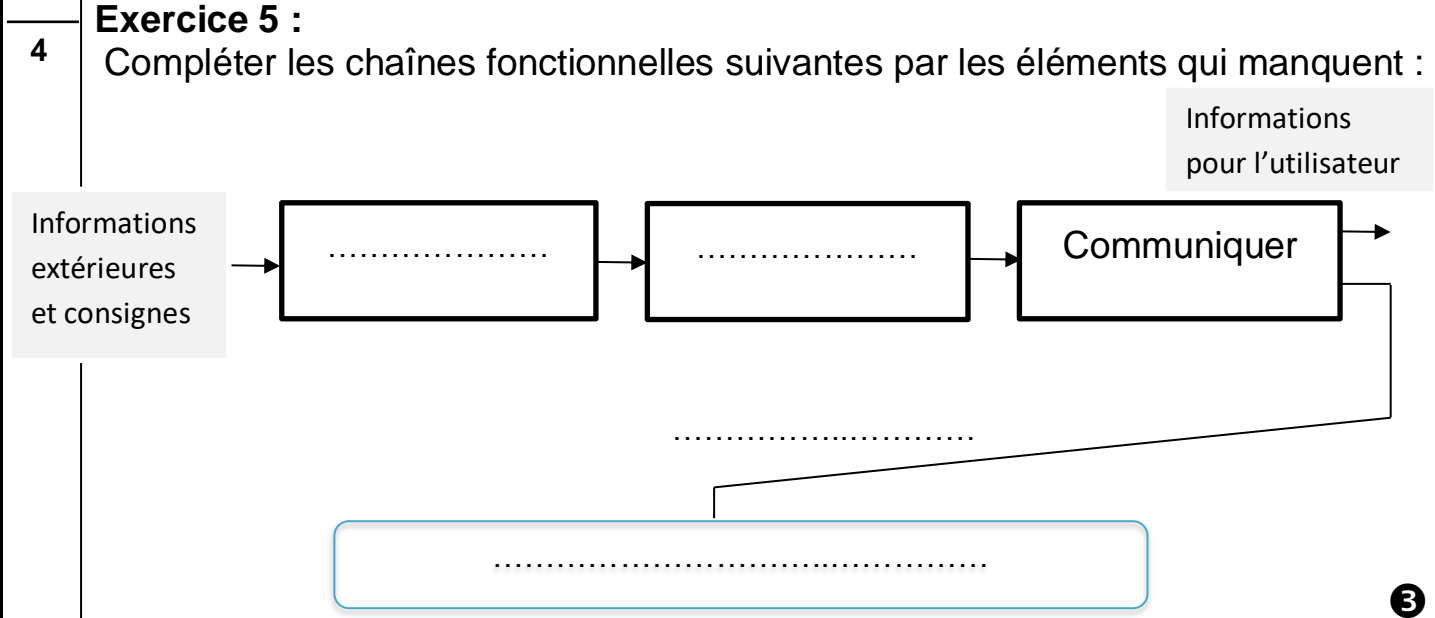 Exercice 5 :
4
Compléter les chaînes fonctionnelles suivantes par les éléments qui manquent :
Informations
pour l'utilisateur
Informations
extérieures
et consignes
.....................
.....................
Communiquer
.............................
...............................................
❸